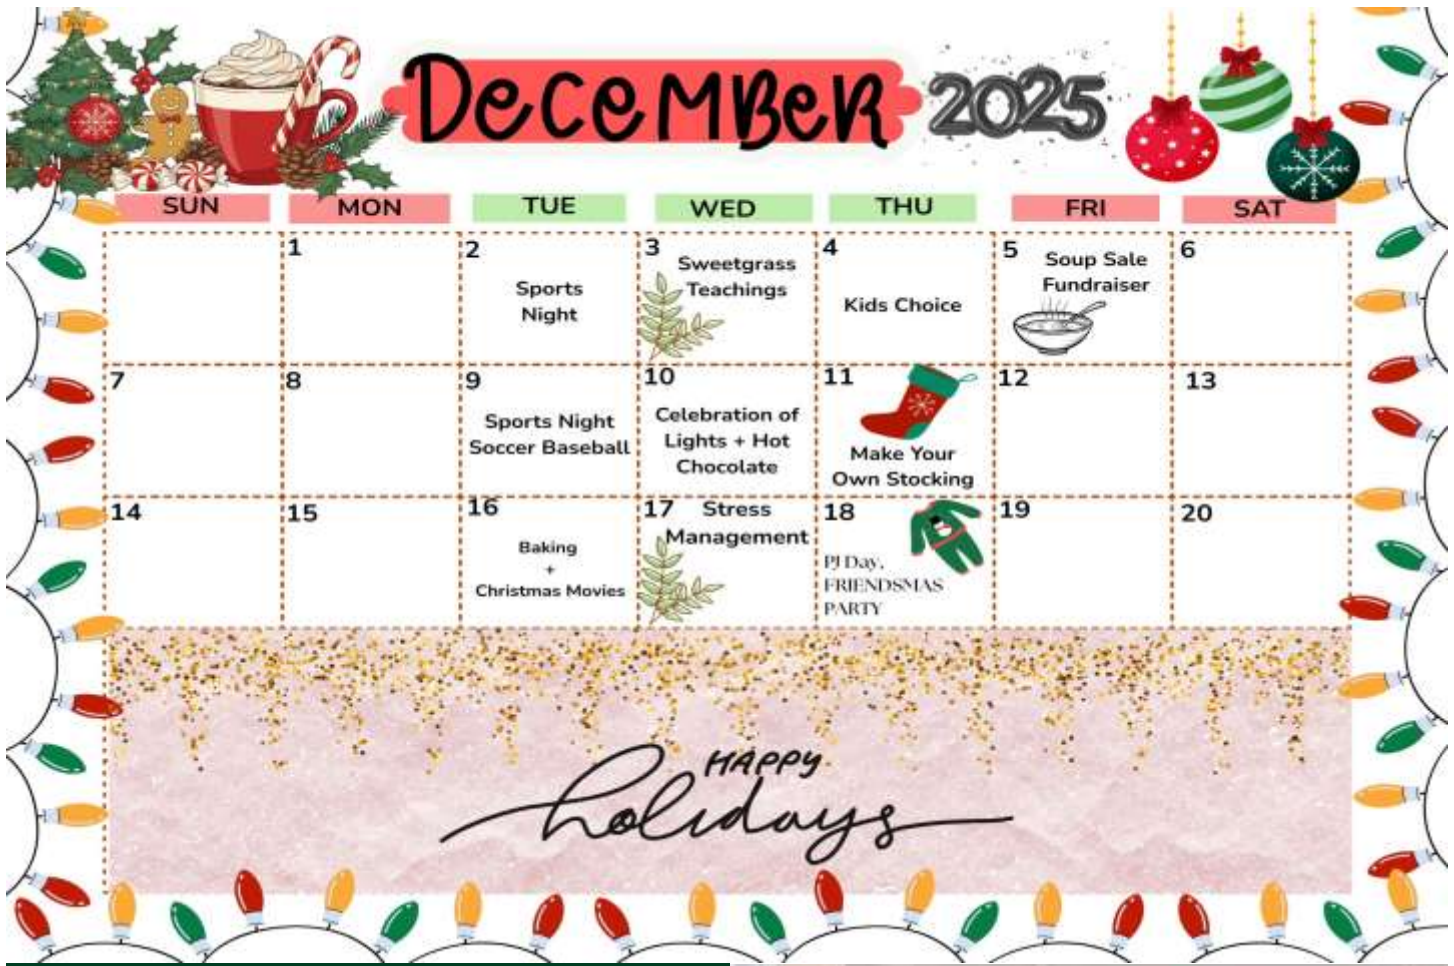 DeceMBeR 2025
SUN MON TUE WED THU FRI SAT
1
2
Sports
Night
3
Sweetgrass
Teachings
4
Kids Choice
5
Soup Sale
Fundraiser
6
7
8
9
Sports Night
Soccer Baseball
10
Celebration of
Lights + Hot
Chocolate
11
Make Your
Own Stocking
12
13
14
15
16
Baking
+
Christmas Movies
17
Stress
Management
18
PJ Day,
FRIENDSMAS
PARTY
19
20
HAPPY
holidays